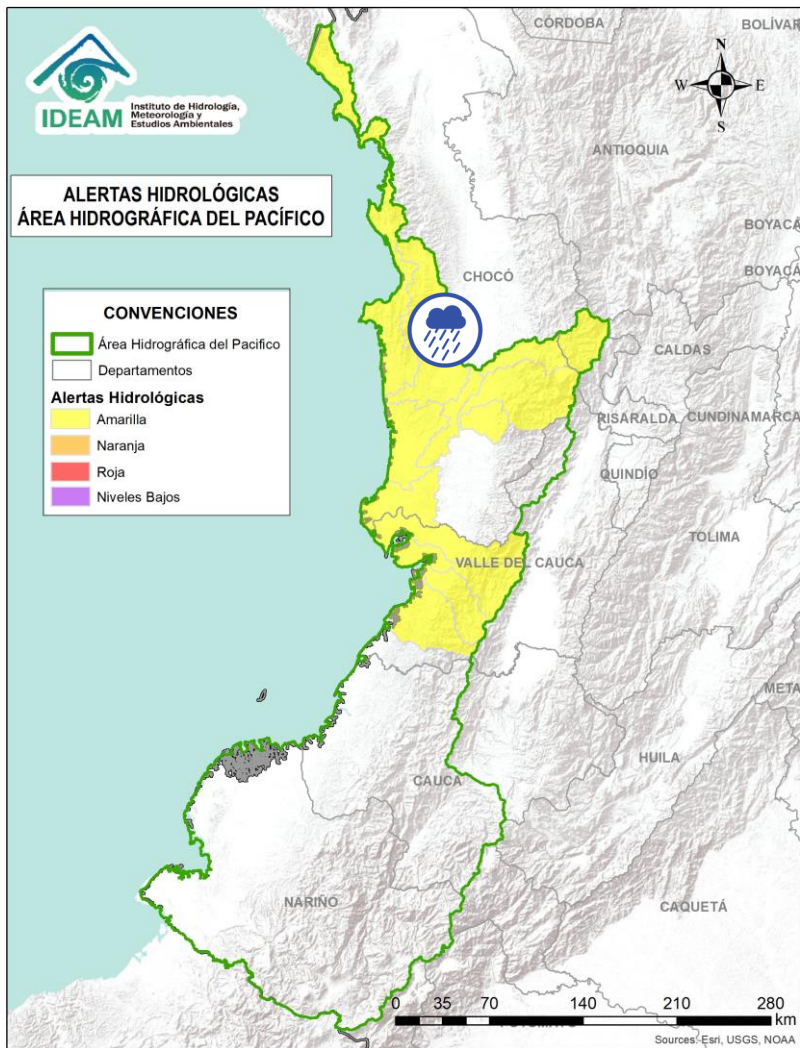 IDEAM
Instituto de Hidrología,
Meteorología y
Estudios Ambientales
ALERTAS HIDROLÓGICAS
ÁREA HIDROGRÁFICA DEL PACÍFICO
CONVENCIONES
Área Hidrográfica del Pacifico
Departamentos
Alertas Hidrológicas
Amarilla
Naranja
Roja
Niveles Bajos
N
W E
S
CÓRDOBA
BOLÍVAR
ANTIOQUIA
BOYACÁ
BOYACÁ
CHOCÓ
CALDAS
RISARALDA
CUNDINAMARCA
QUINDÍO
TOLIMA
VALLE DEL CAUCA
META
HUILA
CAUCA
NARIÑO
CAQUETÁ
0 35 70 140 210 280
km
Sources: Esri, USGS, NOAA